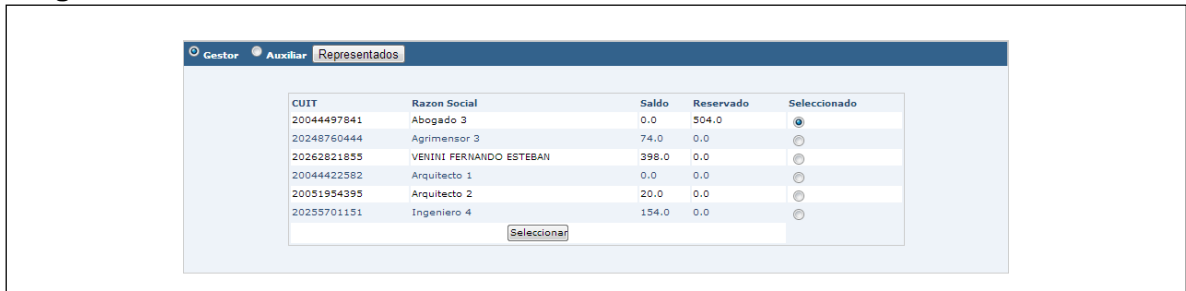 Gestor Auxiliar Representados
CUIT Razon Social Saldo Reservado Seleccionado
20044497841 Abogado 3 0.0 504.0
20248760444 Agrimensor 3 74.0 0.0
20262821855 VENINI FERNANDO ESTEBAN 398.0 0.0
20044422582 Arquitecto 1 0.0 0.0
20051954395 Arquitecto 2 20.0 0.0
20255701151 Ingeniero 4 154.0 0.0
Seleccionar